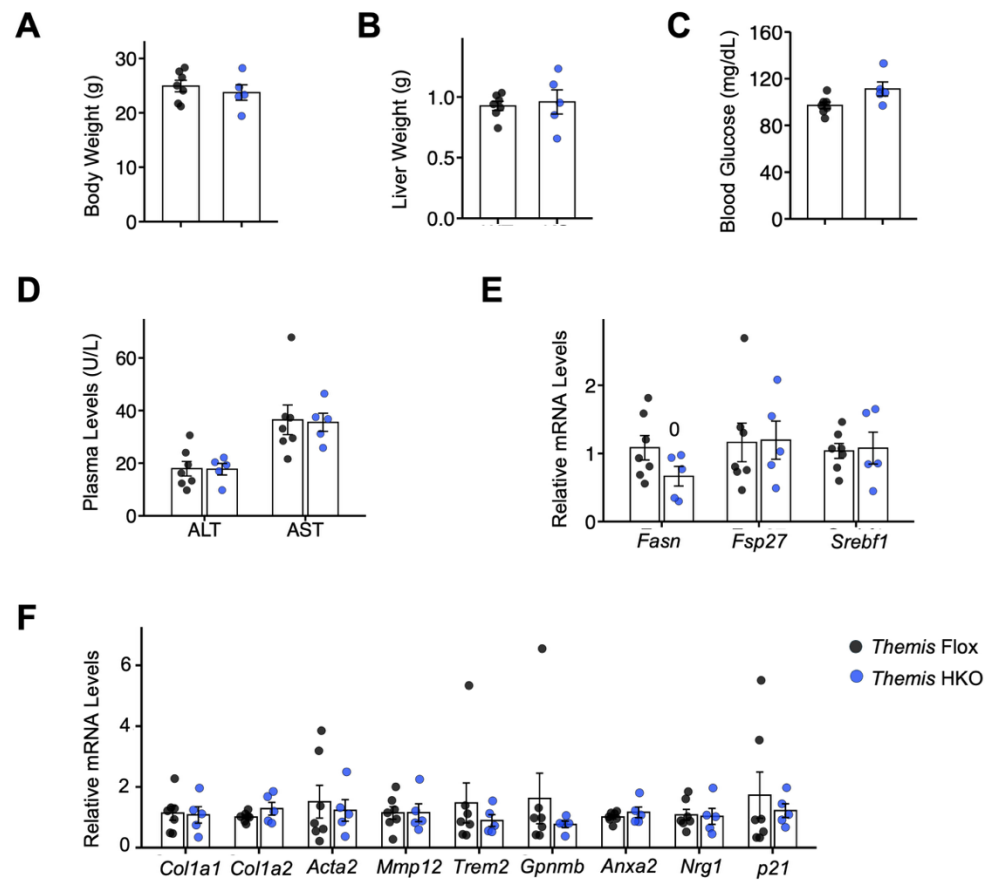 A
Body Weight (g)
30
20
10
0
B
Liver Weight (g)
1.0
0.5
0.0
C
Blood Glucose (mg/dL)
160
120
80
40
0
D
Plasma Levels (U/L)
60
40
20
0
ALT AST
E
Relative mRNA Levels
2
1
0
0
Fasn Fsp27 Srebf1
F
Relative mRNA Levels
6
4
2
0
Col1a1 Col1a2 Acta2 Mmp12 Trem2 Gpnmb Anxa2 Nrg1 p21
Themis Flox
Themis HKO